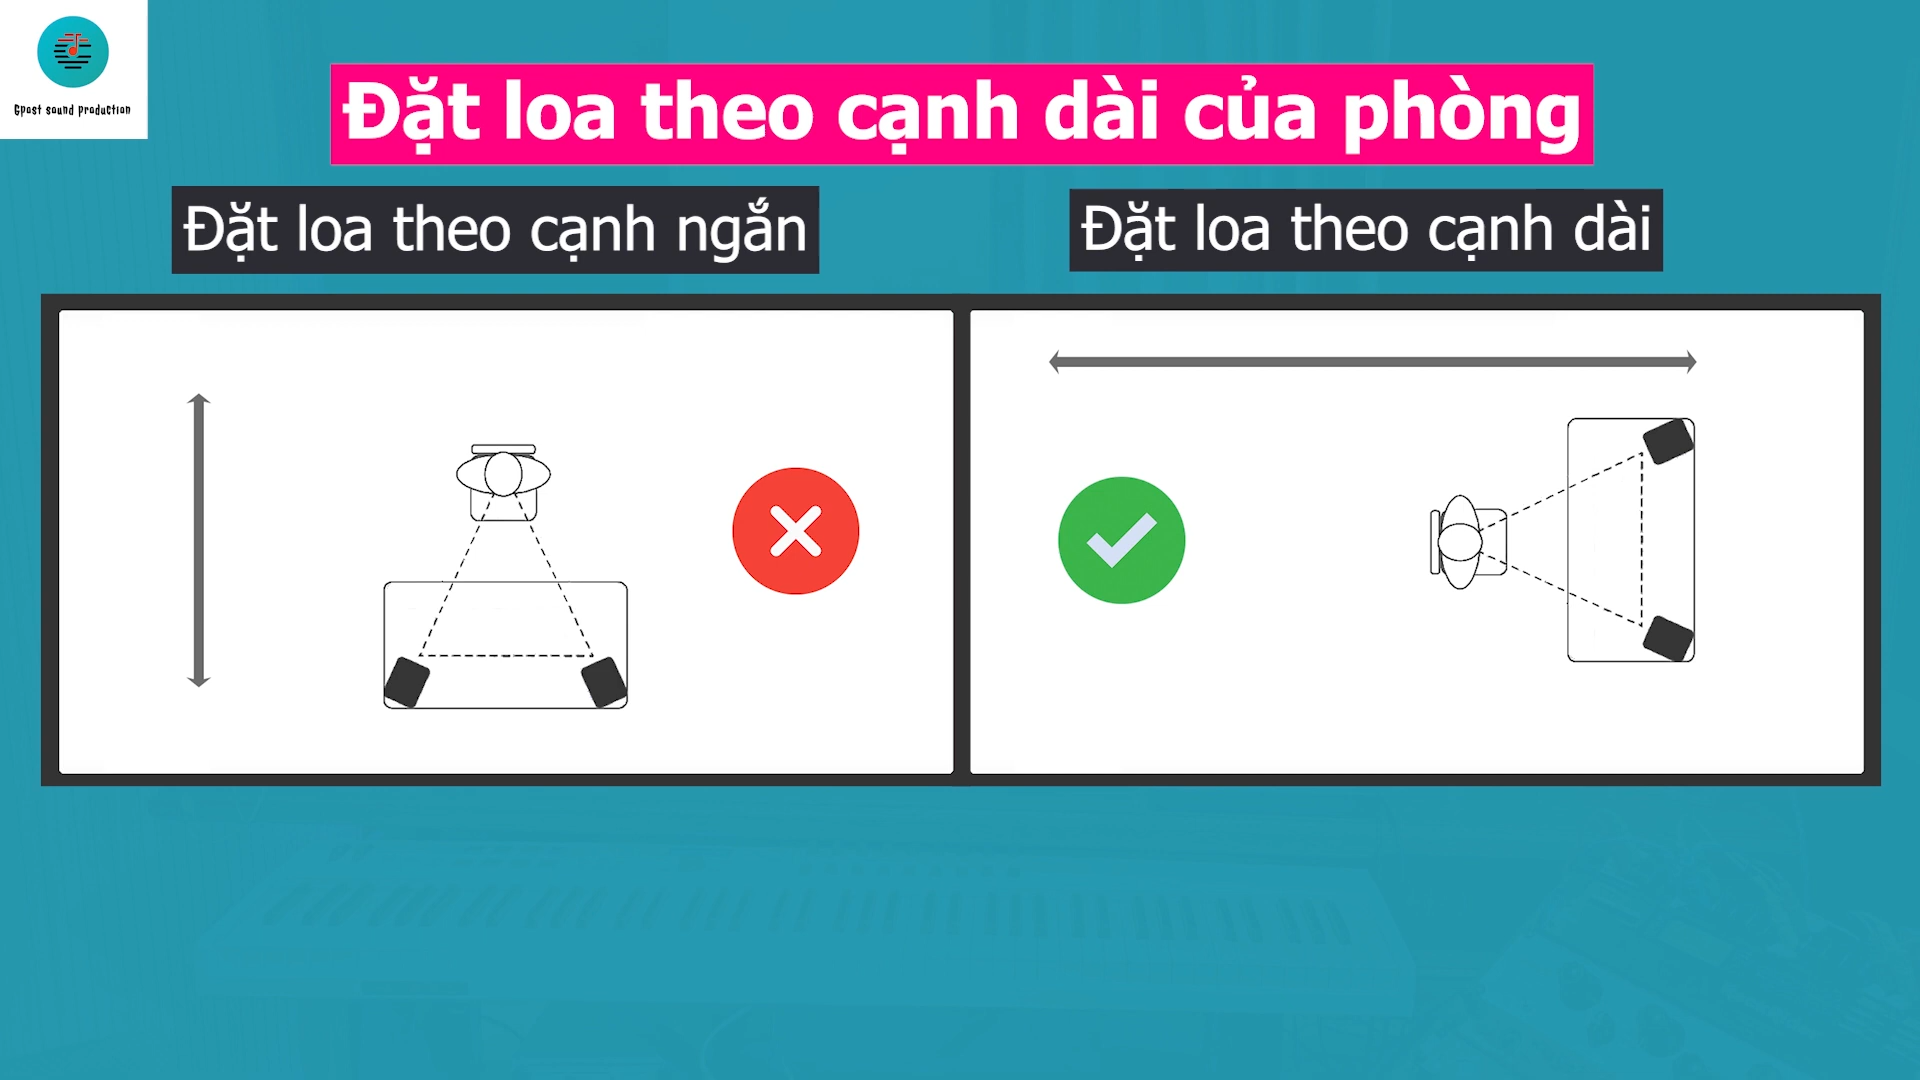 Gpost sound production
Đặt loa theo cạnh dài của phòng
Đặt loa theo cạnh ngắn
Đặt loa theo cạnh dài